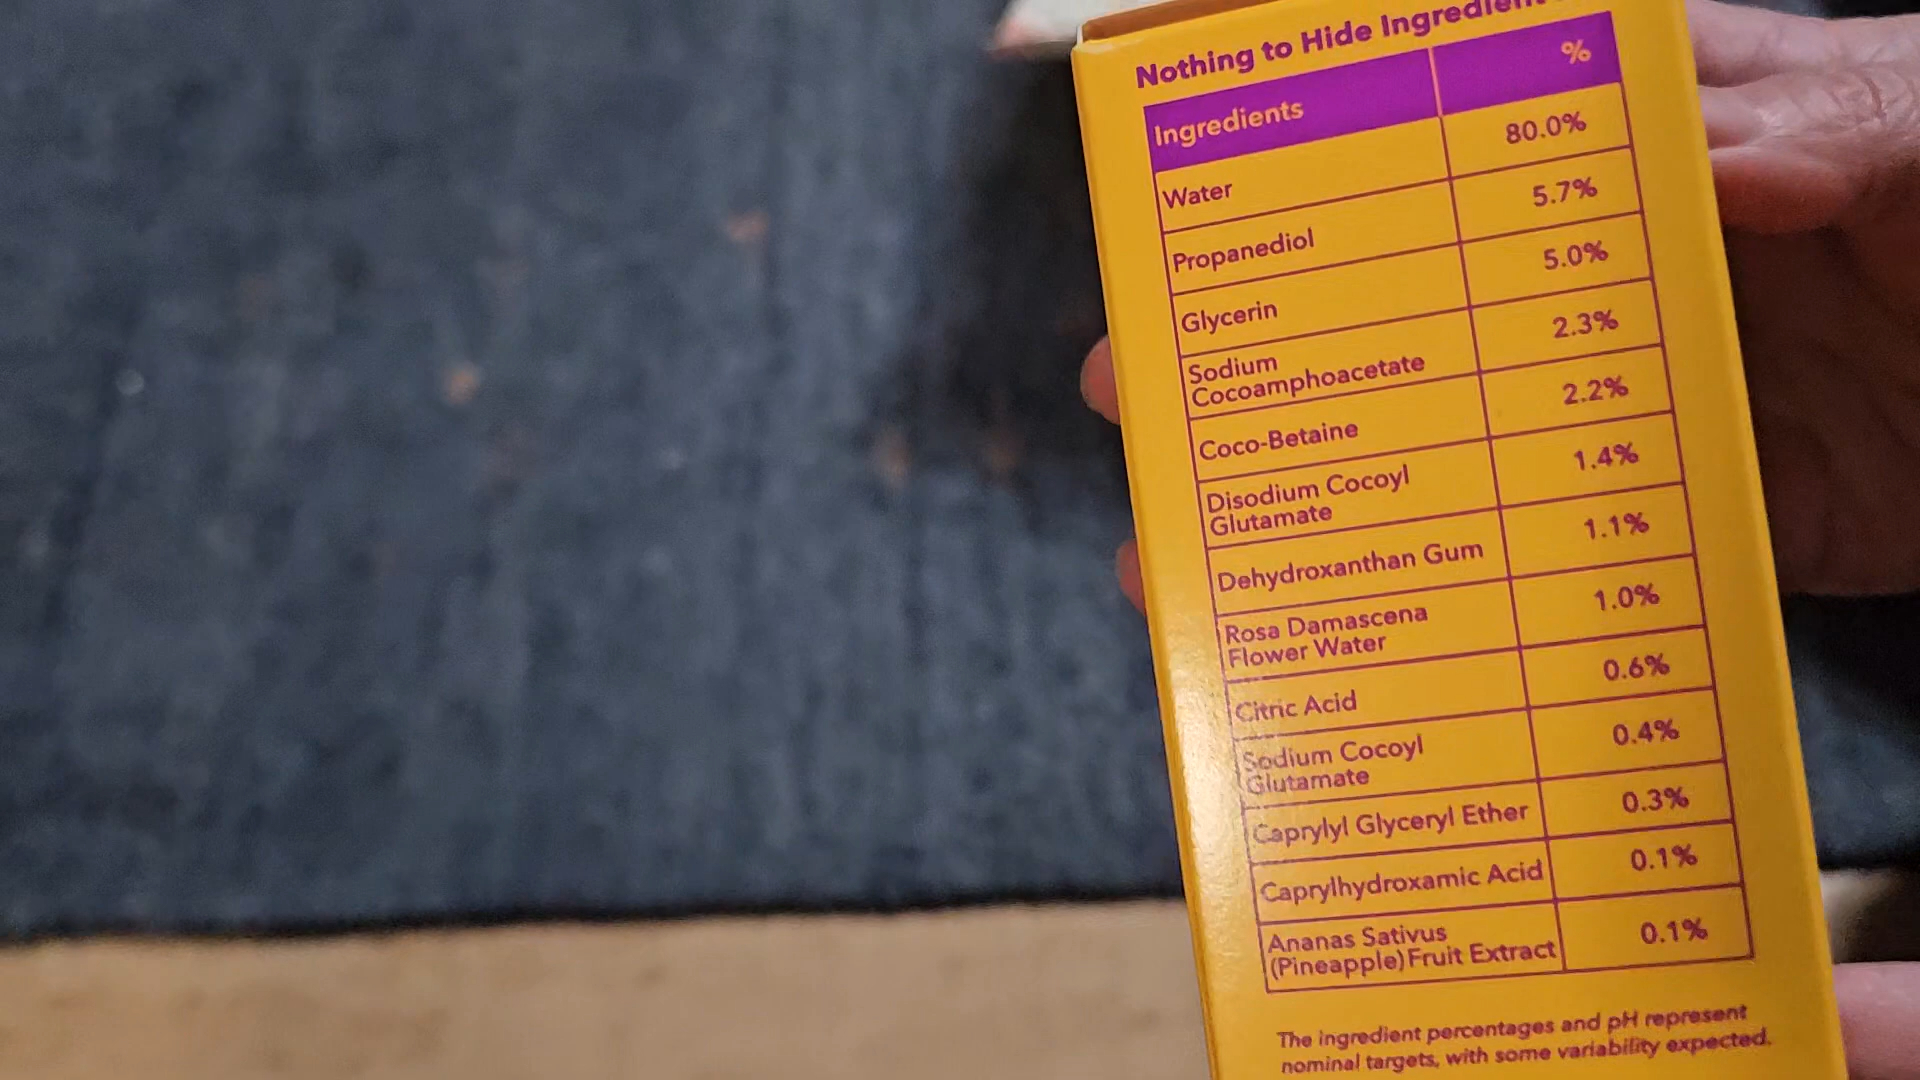 Nothing to Hide Ingredient
Ingredients %
Water 80.0%
Propanediol 5.7%
Glycerin 5.0%
Sodium
Cocoamphoacetate 2.3%
Coco-Betaine 2.2%
Disodium Cocoyl
Glutamate 1.4%
Dehydroxanthan Gum 1.1%
Rosa Damascena
Flower Water 1.0%
Citric Acid 0.6%
Sodium Cocoyl
Glutamate 0.4%
Caprylyl Glyceryl Ether 0.3%
Caprylhydroxamic Acid 0.1%
Ananas Sativus
(Pineapple) Fruit Extract 0.1%
The ingredient percentages and pH represent
nominal targets, with some variability expected.